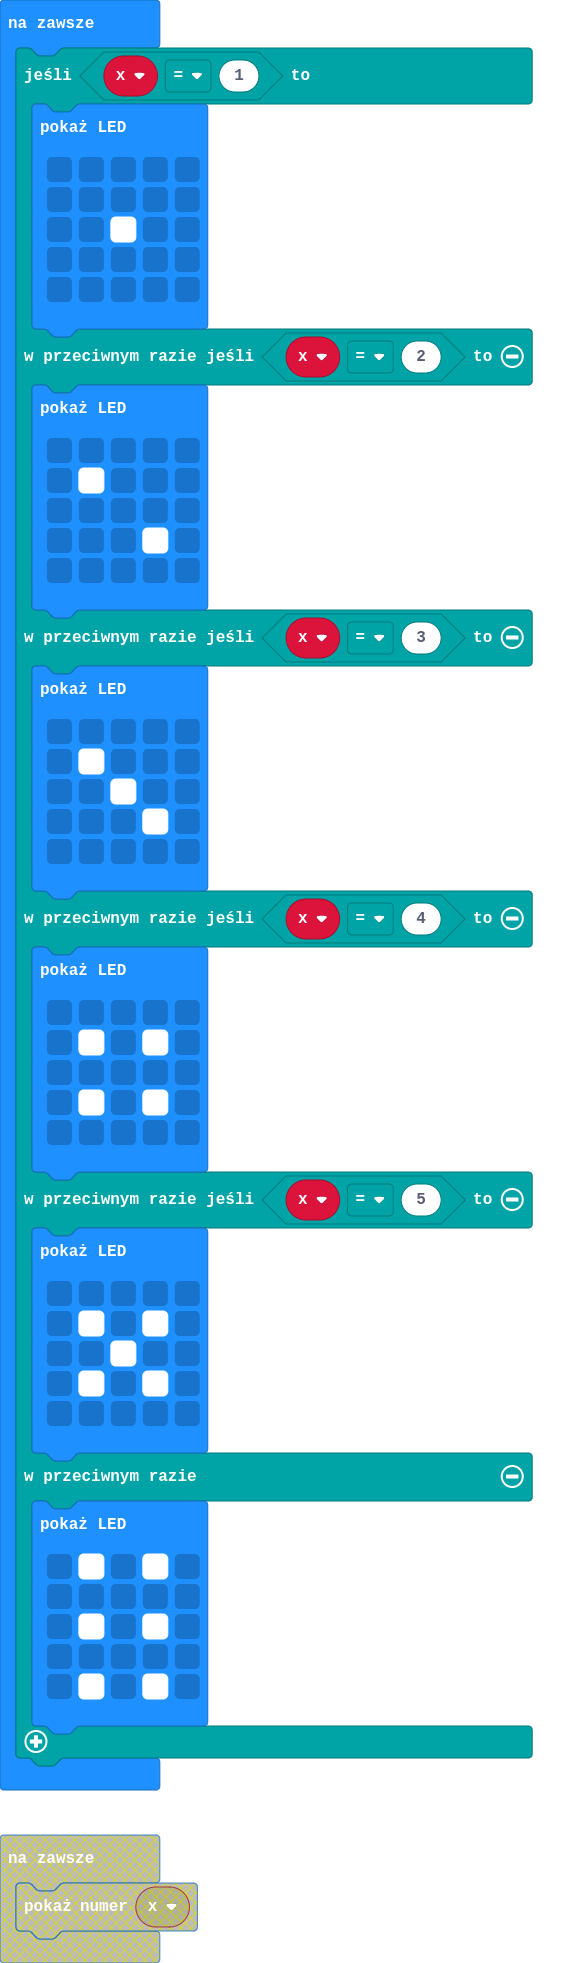 na zawsze
jeśli x = 1 to
pokaż LED
w przeciwnym razie jeśli x = 2 to
pokaż LED
w przeciwnym razie jeśli x = 3 to
pokaż LED
w przeciwnym razie jeśli x = 4 to
pokaż LED
w przeciwnym razie jeśli x = 5 to
pokaż LED
w przeciwnym razie
pokaż LED
na zawsze
pokaż numer x